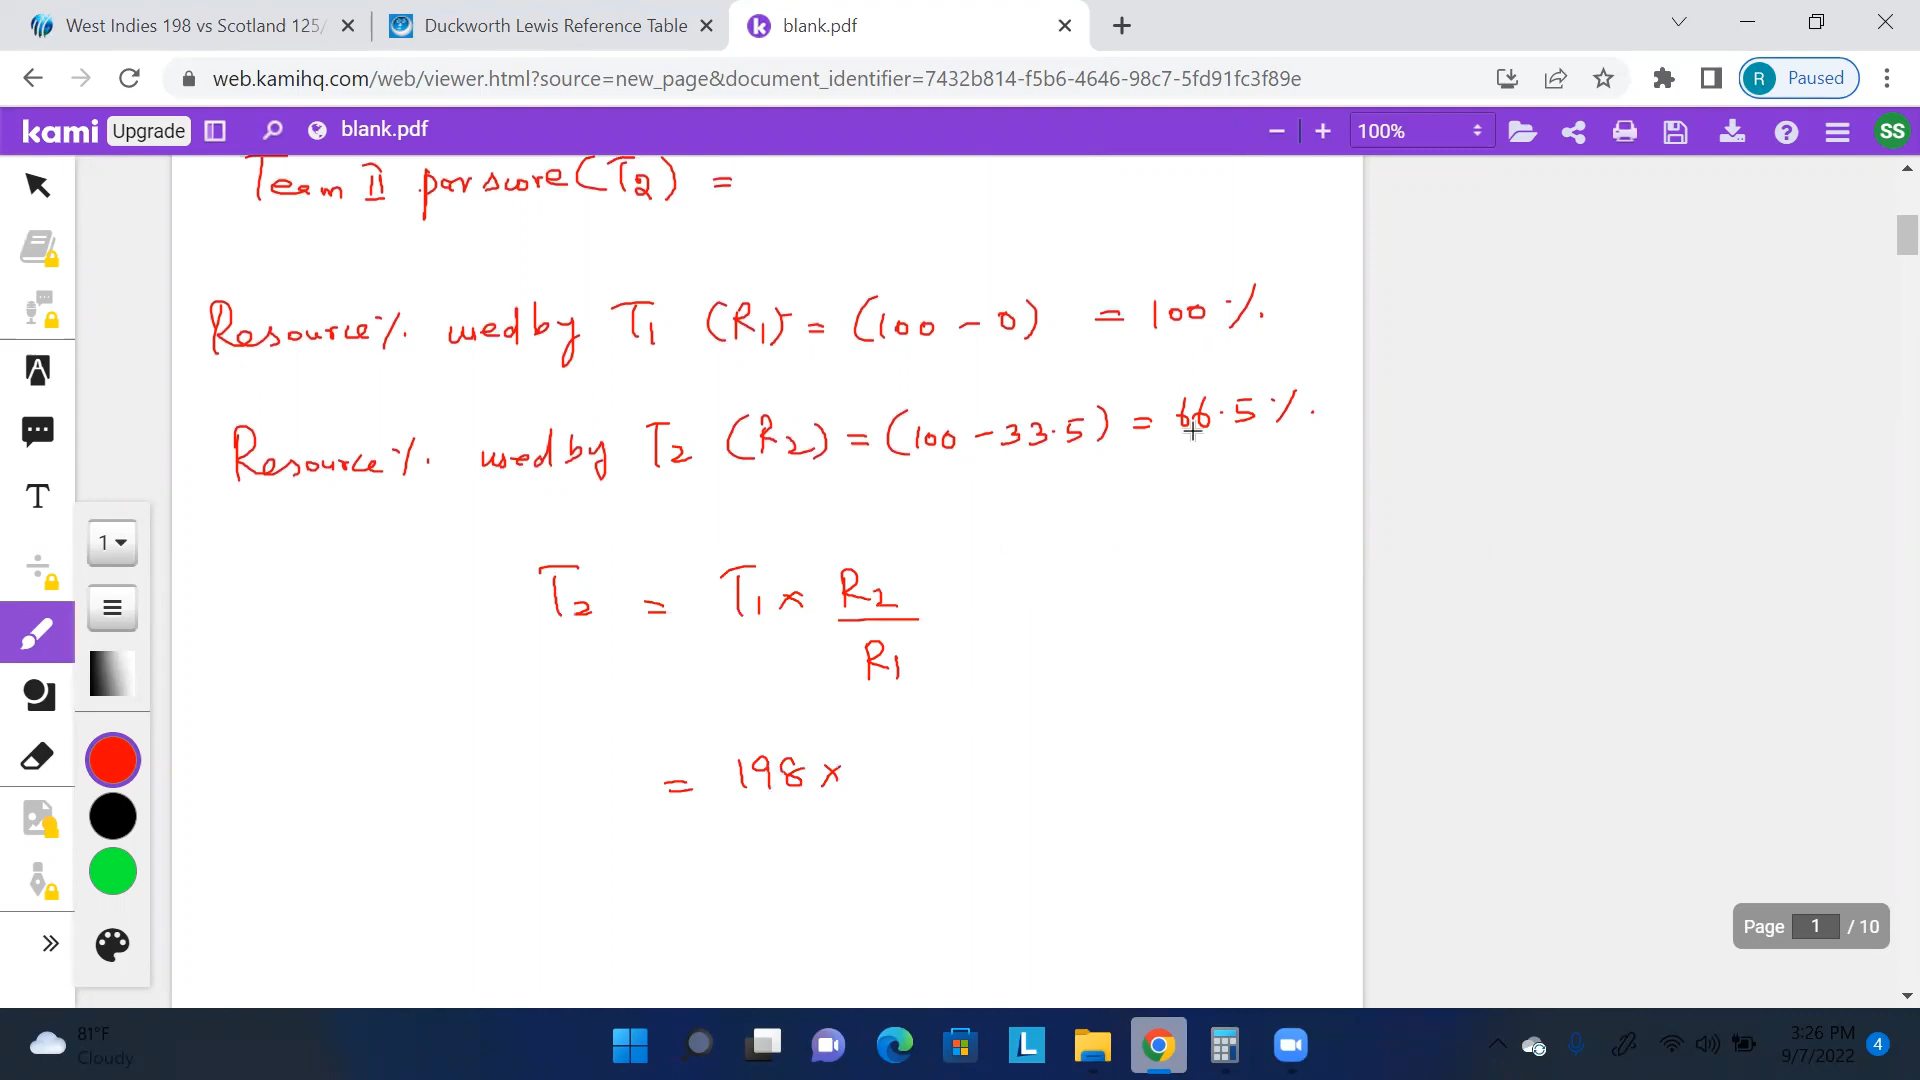 West Indies 198 vs Scotland 125/
Duckworth Lewis Reference Table
blank.pdf
web.kamihq.com/web/viewer.html?source=new_page&document_identifier=7432b814-f5b6-4646-98c7-5fd91fc3f89e
R Paused
kami Upgrade blank.pdf 100% SS
Team II par score (T2) =
Resource % used by T1 (R1) = (100 - 0) = 100 %.
Resource %. used by T2 (R2) = (100 - 33.5) = 66.5 %.
1
T
T2 = T1 × R2
R1
= 198 ×
Page 1 / 10
81°F
Cloudy
L
3:26 PM
9/7/2022
4